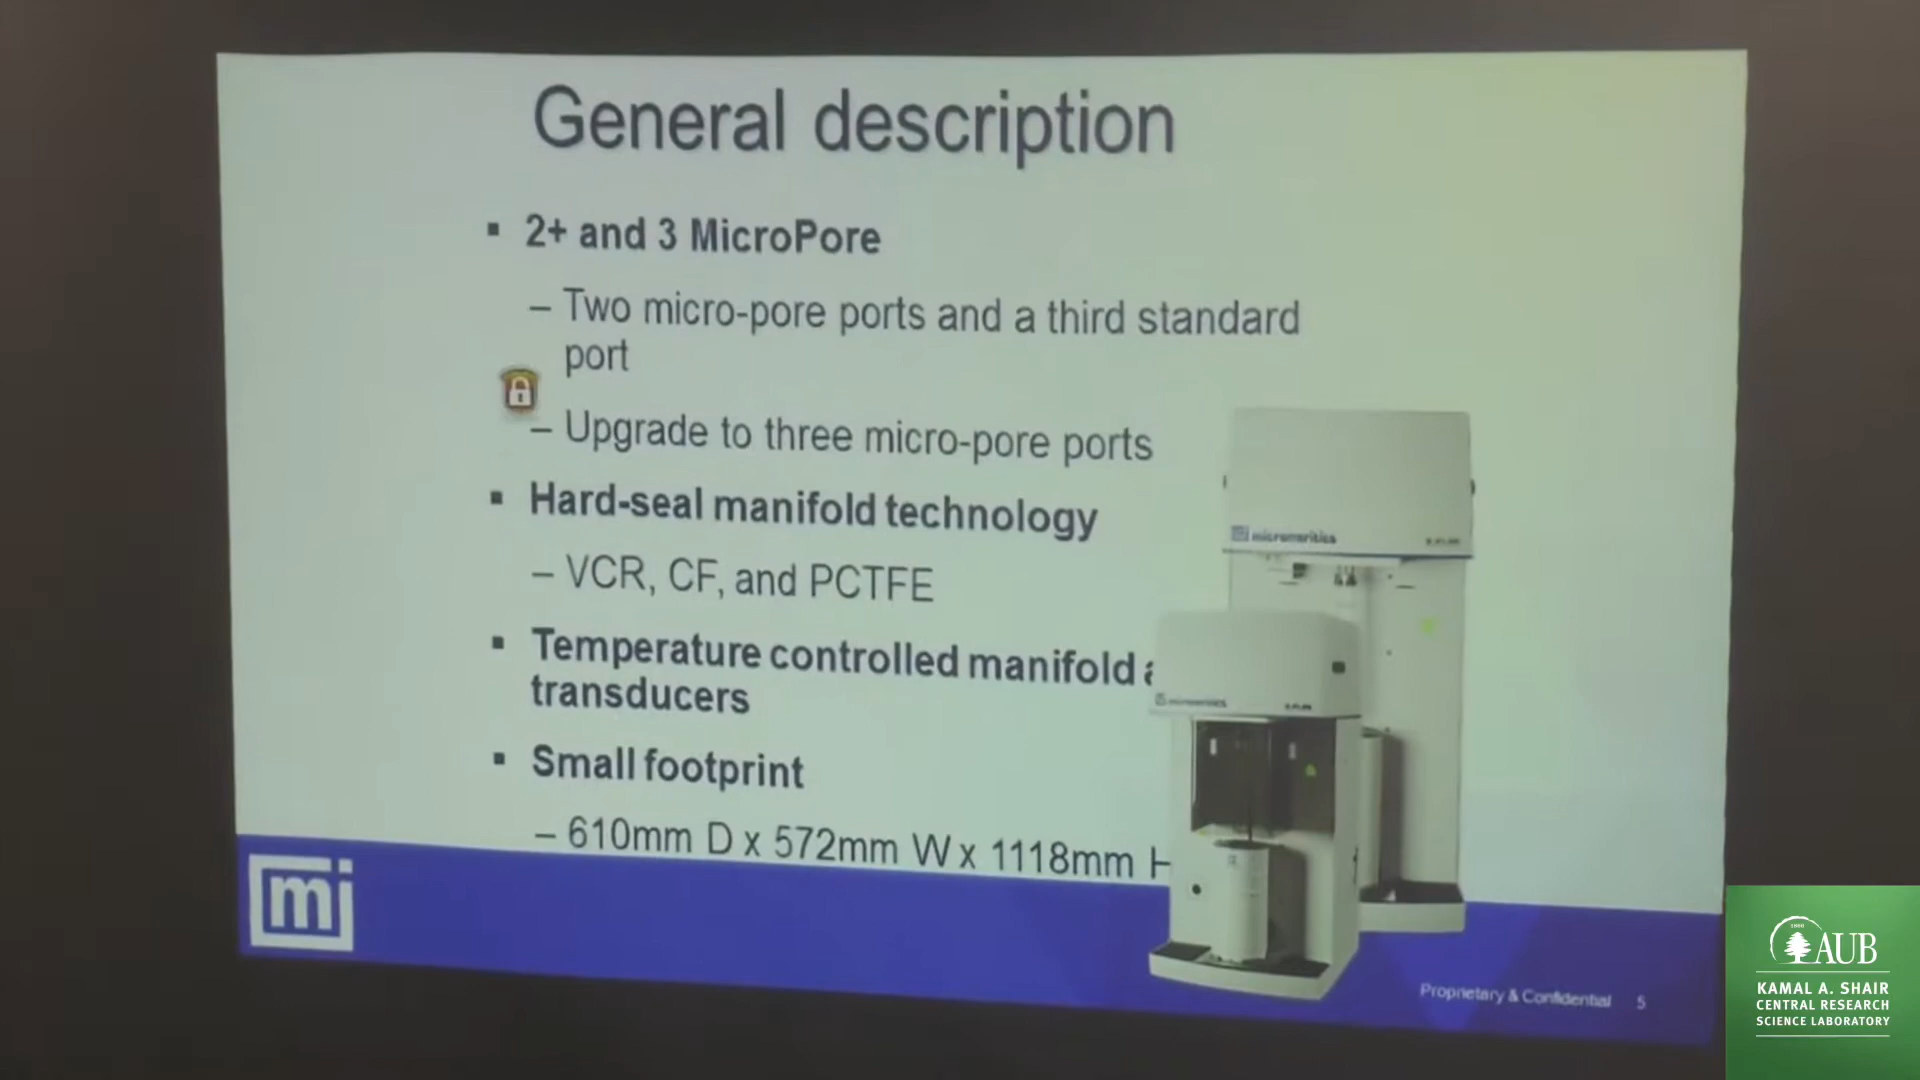 General description
▪ 2+ and 3 MicroPore
– Two micro-pore ports and a third standard
port
– Upgrade to three micro-pore ports
▪ Hard-seal manifold technology
– VCR, CF, and PCTFE
▪ Temperature controlled manifold
transducers
▪ Small footprint
– 610mm D x 572mm W x 1118mm H
micromeritics
micromeritics
mi
Proprietary & Confidential 5
1866
AUB
KAMAL A. SHAIR
CENTRAL RESEARCH
SCIENCE LABORATORY